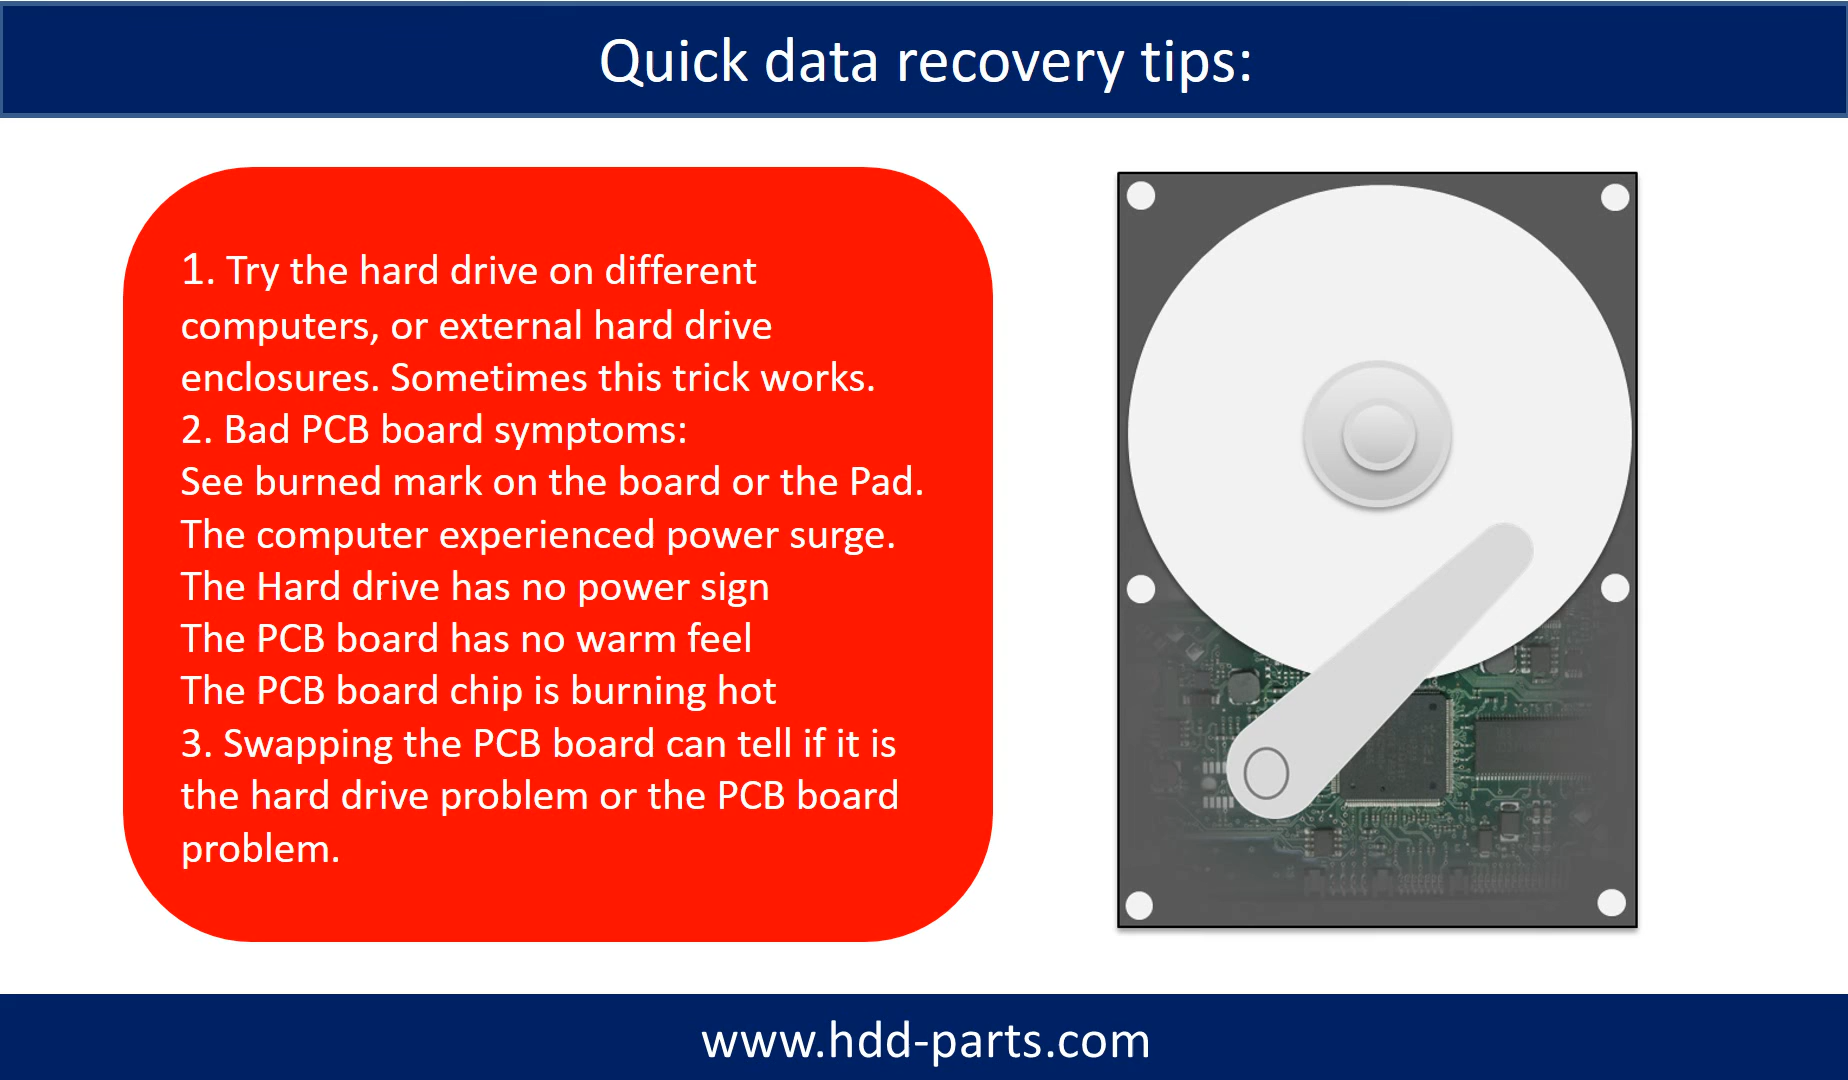 Quick data recovery tips:
1. Try the hard drive on different
computers, or external hard drive
enclosures. Sometimes this trick works.
2. Bad PCB board symptoms:
See burned mark on the board or the Pad.
The computer experienced power surge.
The Hard drive has no power sign
The PCB board has no warm feel
The PCB board chip is burning hot
3. Swapping the PCB board can tell if it is
the hard drive problem or the PCB board
problem.
www.hdd-parts.com